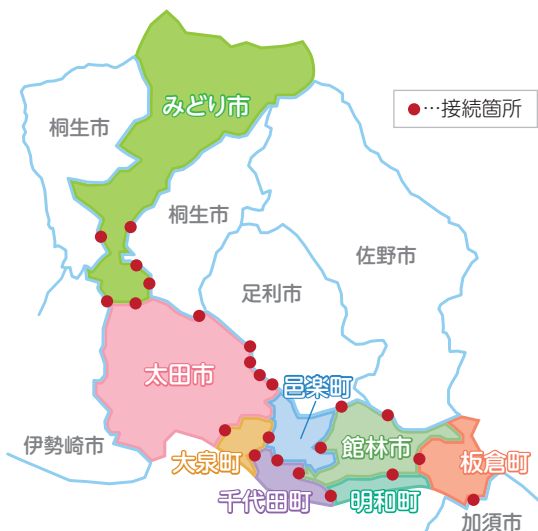 みどり市
桐生市
●…接続箇所
桐生市
佐野市
足利市
太田市
邑楽町
伊勢崎市
大泉町
館林市
板倉町
千代田町
明和町
加須市